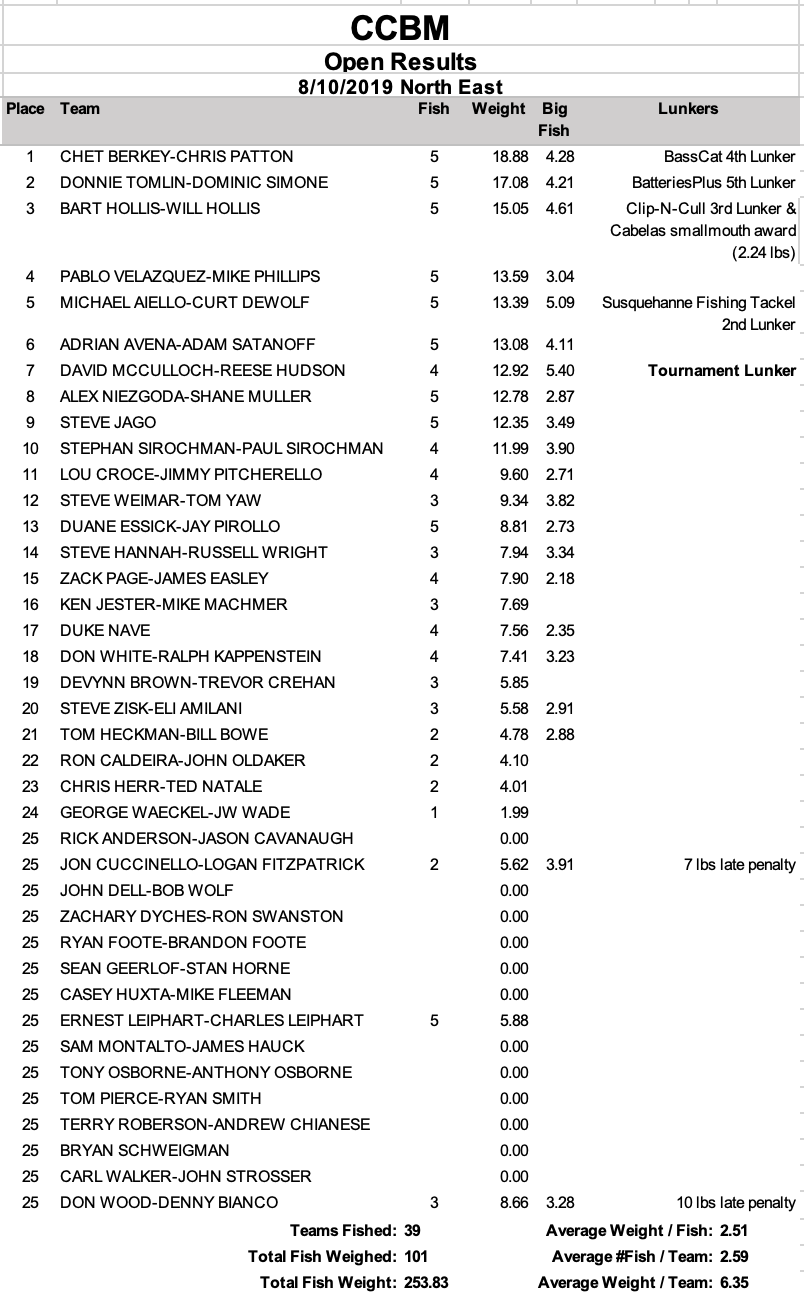 CCBM
Open Results
8/10/2019 North East
Place Team Fish Weight Big Fish Lunkers
1 CHET BERKEY-CHRIS PATTON 5 18.88 4.28 BassCat 4th Lunker
2 DONNIE TOMLIN-DOMINIC SIMONE 5 17.08 4.21 BatteriesPlus 5th Lunker
3 BART HOLLIS-WILL HOLLIS 5 15.05 4.61 Clip-N-Cull 3rd Lunker &
Cabelas smallmouth award
(2.24 lbs)
4 PABLO VELAZQUEZ-MIKE PHILLIPS 5 13.59 3.04
5 MICHAEL AIELLO-CURT DEWOLF 5 13.39 5.09 Susquehanne Fishing Tackel
2nd Lunker
6 ADRIAN AVENA-ADAM SATANOFF 5 13.08 4.11
7 DAVID MCCULLOCH-REESE HUDSON 4 12.92 5.40 Tournament Lunker
8 ALEX NIEZGODA-SHANE MULLER 5 12.78 2.87
9 STEVE JAGO 5 12.35 3.49
10 STEPHAN SIROCHMAN-PAUL SIROCHMAN 4 11.99 3.90
11 LOU CROCE-JIMMY PITCHERELLO 4 9.60 2.71
12 STEVE WEIMAR-TOM YAW 3 9.34 3.82
13 DUANE ESSICK-JAY PIROLLO 5 8.81 2.73
14 STEVE HANNAH-RUSSELL WRIGHT 3 7.94 3.34
15 ZACK PAGE-JAMES EASLEY 4 7.90 2.18
16 KEN JESTER-MIKE MACHMER 3 7.69
17 DUKE NAVE 4 7.56 2.35
18 DON WHITE-RALPH KAPPENSTEIN 4 7.41 3.23
19 DEVYNN BROWN-TREVOR CREHAN 3 5.85
20 STEVE ZISK-ELI AMILANI 3 5.58 2.91
21 TOM HECKMAN-BILL BOWE 2 4.78 2.88
22 RON CALDEIRA-JOHN OLDAKER 2 4.10
23 CHRIS HERR-TED NATALE 2 4.01
24 GEORGE WAECKEL-JW WADE 1 1.99
25 RICK ANDERSON-JASON CAVANAUGH 0.00
25 JON CUCCINELLO-LOGAN FITZPATRICK 2 5.62 3.91 7 lbs late penalty
25 JOHN DELL-BOB WOLF 0.00
25 ZACHARY DYCHES-RON SWANSTON 0.00
25 RYAN FOOTE-BRANDON FOOTE 0.00
25 SEAN GEERLOF-STAN HORNE 0.00
25 CASEY HUXTA-MIKE FLEEMAN 0.00
25 ERNEST LEIPHART-CHARLES LEIPHART 5 5.88
25 SAM MONTALTO-JAMES HAUCK 0.00
25 TONY OSBORNE-ANTHONY OSBORNE 0.00
25 TOM PIERCE-RYAN SMITH 0.00
25 TERRY ROBERSON-ANDREW CHIANESE 0.00
25 BRYAN SCHWEIGMAN 0.00
25 CARL WALKER-JOHN STROSSER 0.00
25 DON WOOD-DENNY BIANCO 3 8.66 3.28 10 lbs late penalty
Teams Fished: 39 Average Weight / Fish: 2.51
Total Fish Weighed: 101 Average #Fish / Team: 2.59
Total Fish Weight: 253.83 Average Weight / Team: 6.35